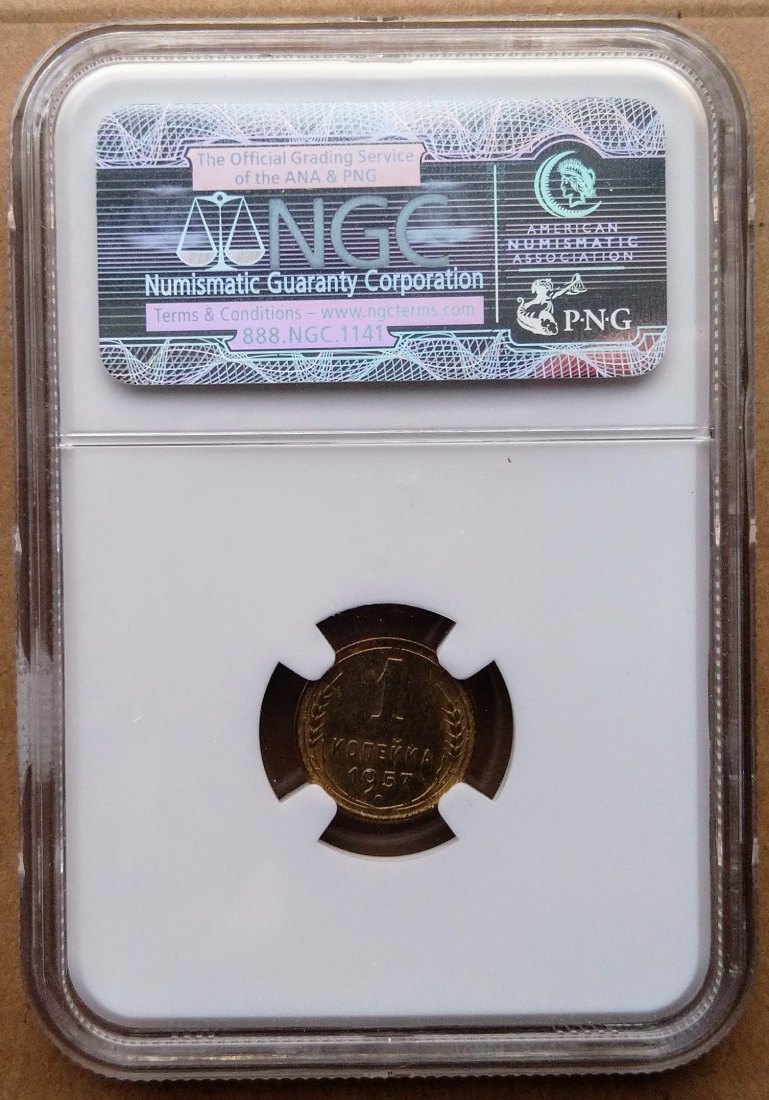 The Official Grading Service
of the ANA & PNG
NGC
Numismatic Guaranty Corporation
Terms & Conditions – www.ngcterms.com
888.NGC.1141
AMERICAN
NUMISMATIC
ASSOCIATION
P·N·G
1
КОПЕЙКА
1957